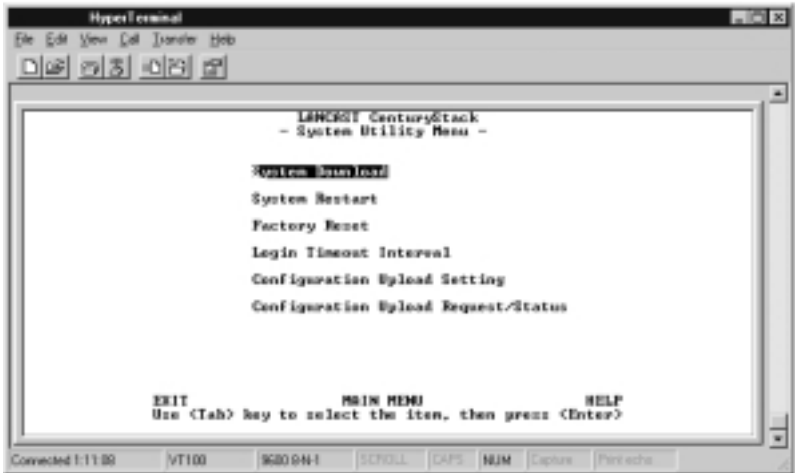 HyperTerminal
File Edit View Call Transfer Help
LANCAST CenturyStack
- System Utility Menu -
System Download
System Restart
Factory Reset
Login Timeout Interval
Configuration Upload Setting
Configuration Upload Request/Status
EXIT MAIN MENU HELP
Use <Tab> key to select the item, then press <Enter>
Connected 1:11:08 VT100 9600 8-N-1 SCROLL CAPS NUM Capture Print echo